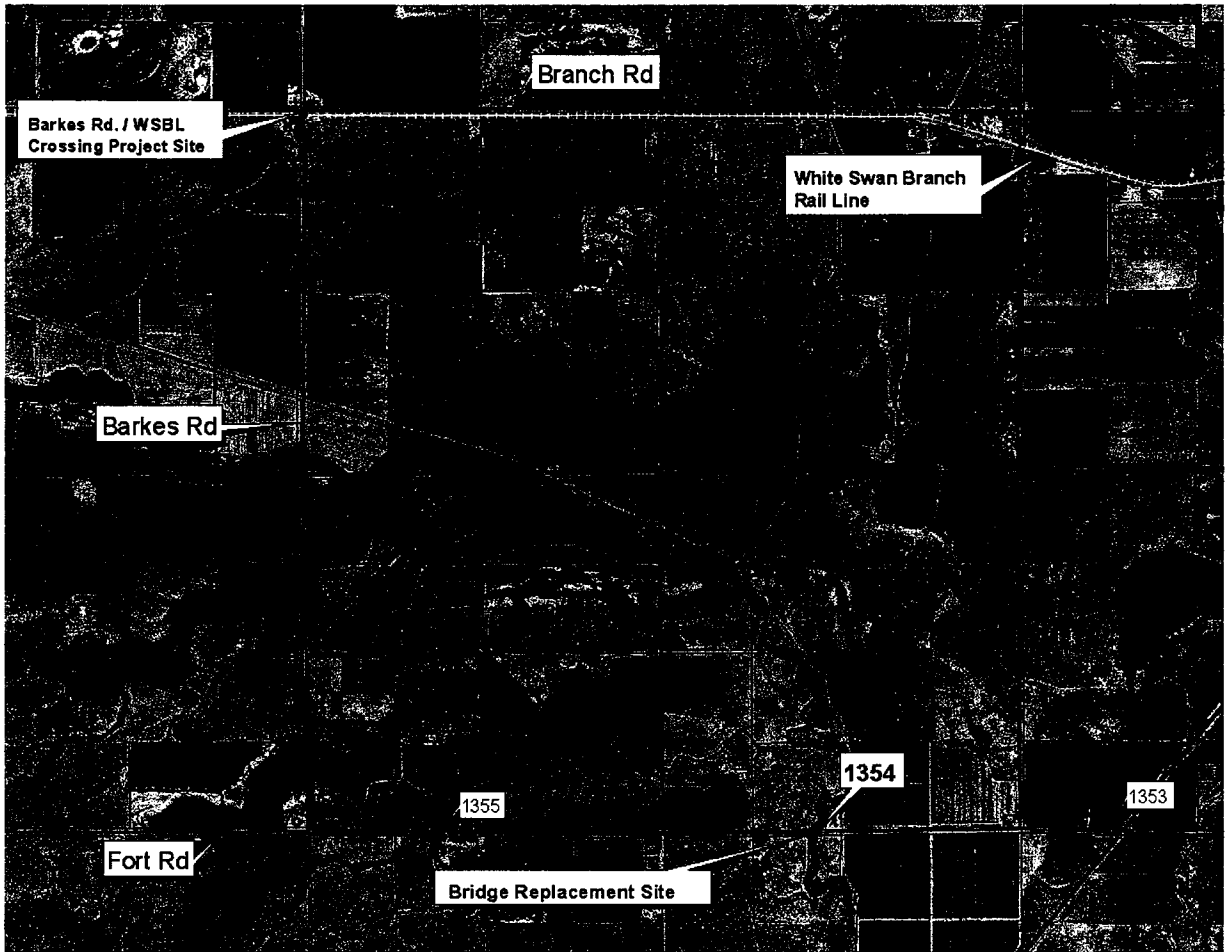 Branch Rd
Barkes Rd. / WSBL
Crossing Project Site
White Swan Branch
Rail Line
Barkes Rd
1354
1355
1353
Fort Rd
Bridge Replacement Site